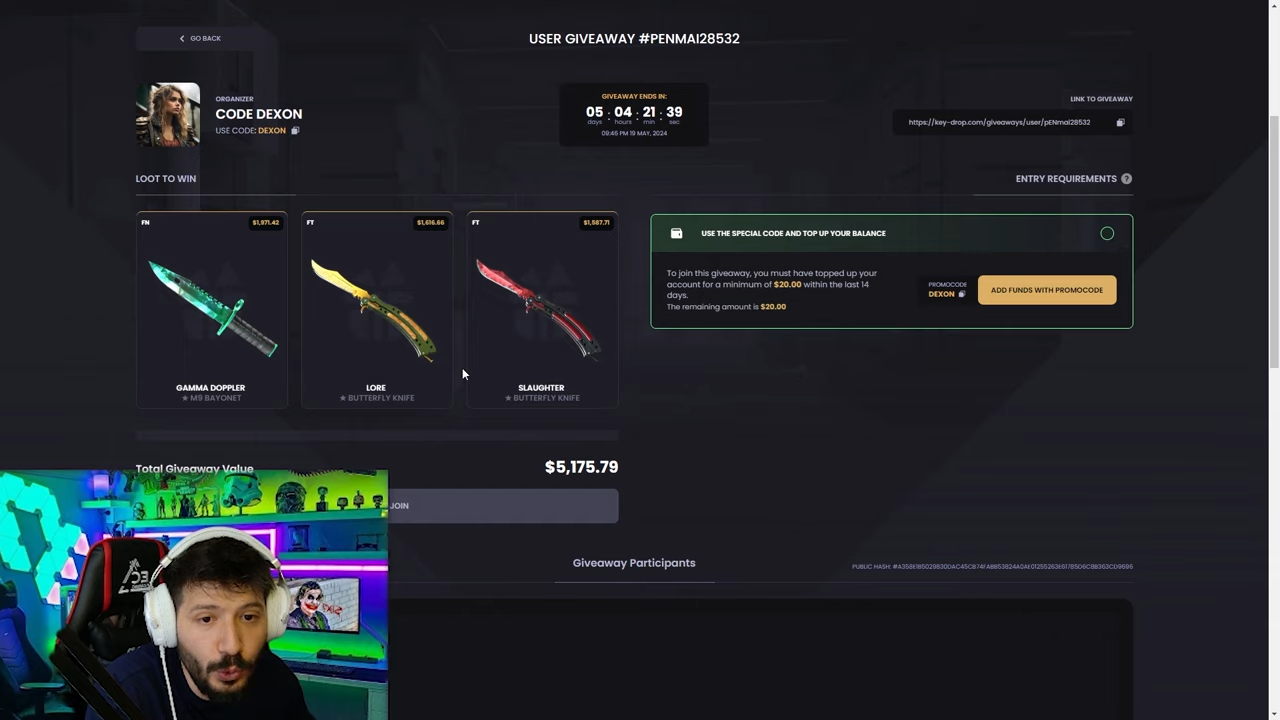 GO BACK
USER GIVEAWAY #PENMAI28532
ORGANIZER
CODE DEXON
USE CODE: DEXON
GIVEAWAY ENDS IN:
05 : 04 : 21 : 39
days hours min sec
09:46 PM 19 MAY, 2024
LINK TO GIVEAWAY
https://key-drop.com/giveaways/user/pENmaI28532
LOOT TO WIN
ENTRY REQUIREMENTS ?
FN $1,971.42
FT $1,616.66
FT $1,587.71
GAMMA DOPPLER
★ M9 BAYONET
LORE
★ BUTTERFLY KNIFE
SLAUGHTER
★ BUTTERFLY KNIFE
USE THE SPECIAL CODE AND TOP UP YOUR BALANCE
To join this giveaway, you must have topped up your
account for a minimum of $20.00 within the last 14
days.
The remaining amount is $20.00
PROMOCODE
DEXON
ADD FUNDS WITH PROMOCODE
Total Giveaway Value
$5,175.79
JOIN
Giveaway Participants
PUBLIC HASH: